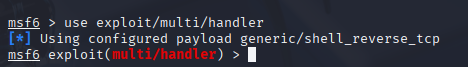 msf6 > use exploit/multi/handler
[*] Using configured payload generic/shell_reverse_tcp
msf6 exploit(multi/handler) >